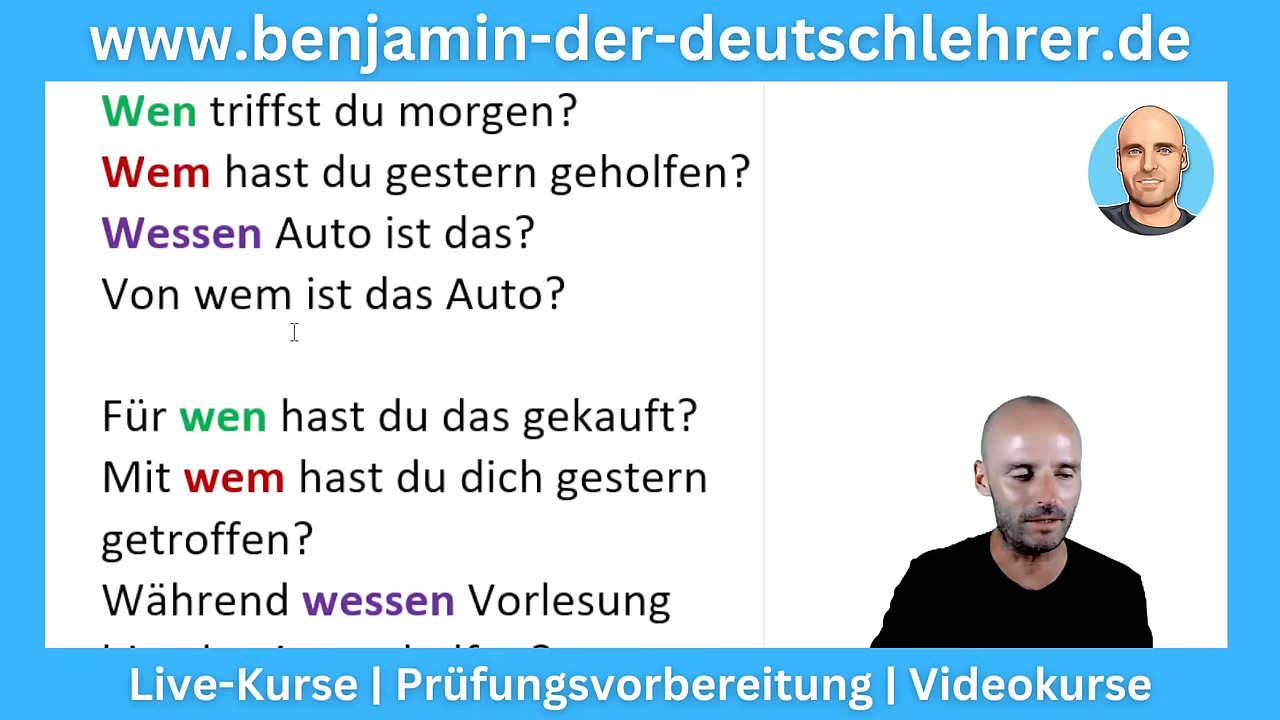 www.benjamin-der-deutschlehrer.de
Wen triffst du morgen?
Wem hast du gestern geholfen?
Wessen Auto ist das?
Von wem ist das Auto?
Für wen hast du das gekauft?
Mit wem hast du dich gestern
getroffen?
Während wessen Vorlesung
Live-Kurse | Prüfungsvorbereitung | Videokurse